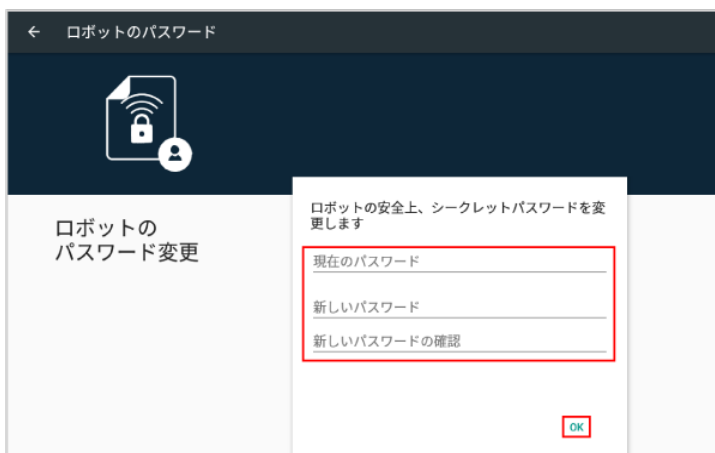 ← ロボットのパスワード
ロボットの
パスワード変更
ロボットの安全上、シークレットパスワードを変
更します
現在のパスワード
新しいパスワード
新しいパスワードの確認
OK